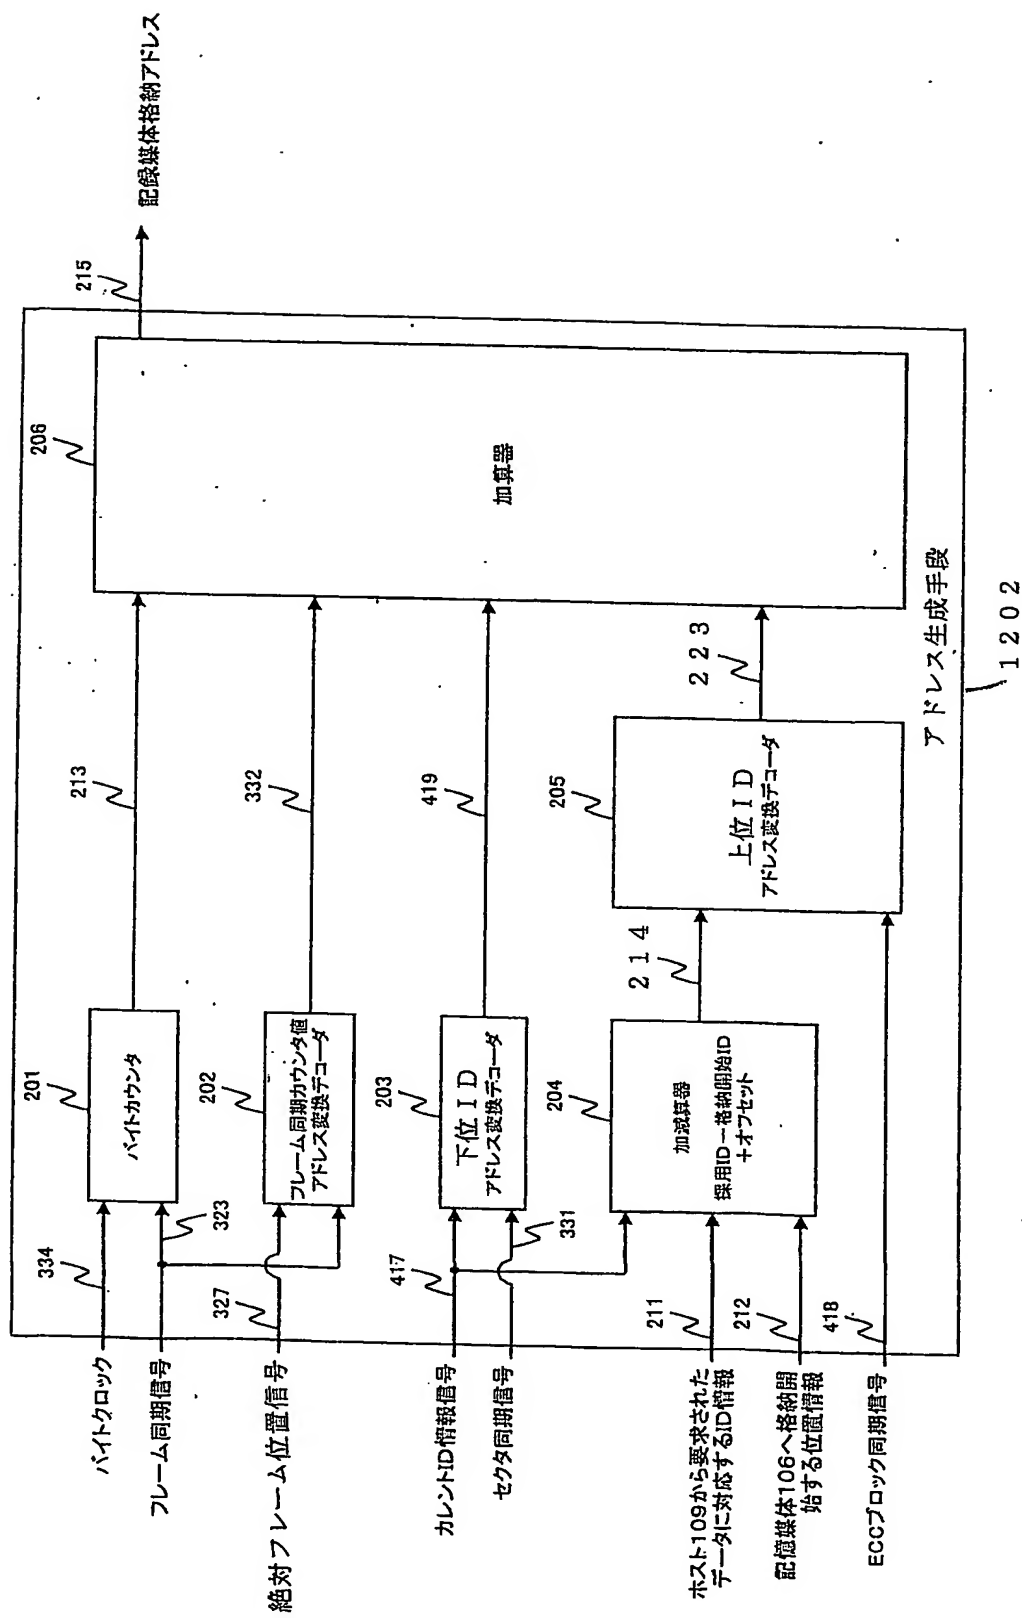 バイトクロック
フレーム同期信号
絶対フレーム位置信号
カレントID情報信号
セクタ同期信号
ホスト109から要求された
データに対応するID情報
記憶媒体106へ格納開
始する位置情報
ECCブロック同期信号
334
323
327
417
331
211
212
418
201
バイトカウンタ
202
フレーム同期カウンタ値
アドレス変換デコーダ
203
下位ID
アドレス変換デコーダ
204
加減算器
採用ID−格納開始ID
+オフセット
213
332
419
214
205
上位ID
アドレス変換デコーダ
223
206
加算器
215
記録媒体格納アドレス
アドレス生成手段
1202